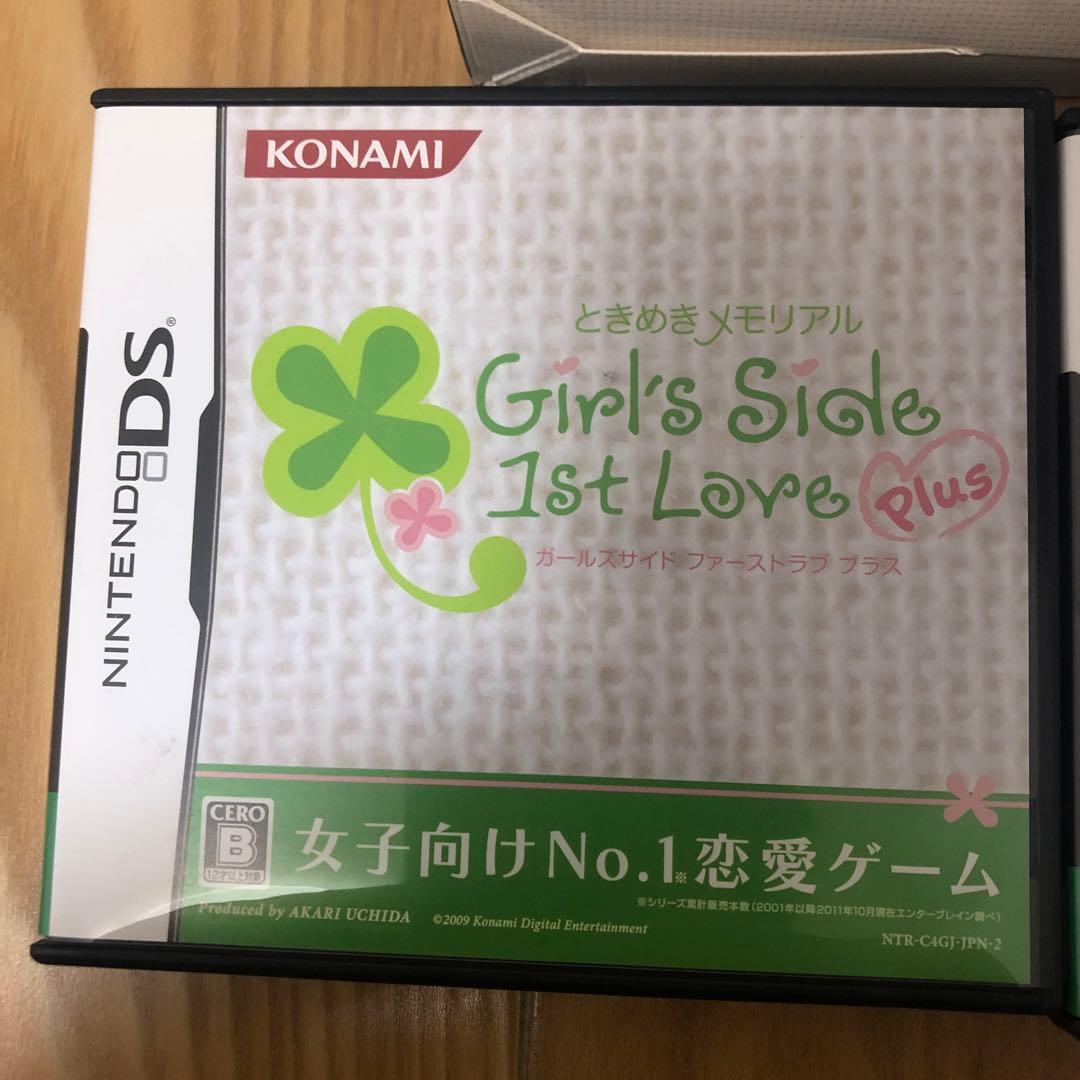 KONAMI
NINTENDO DS®
ときめきメモリアル
Girl's Side
1st Love Plus
ガールズサイド ファーストラブ プラス
CERO
B
12才以上対象
女子向けNo.1※恋愛ゲーム
※シリーズ累計販売本数(2001年以降2011年10月現在エンターブレイン調べ)
Produced by AKARI UCHIDA
©2009 Konami Digital Entertainment
NTR-C4GJ-JPN-2